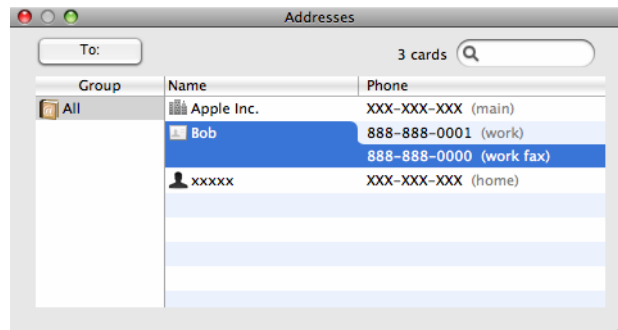 Addresses
To: 3 cards
Group Name Phone
All Apple Inc. XXX-XXX-XXX (main)
Bob 888-888-0001 (work)
888-888-0000 (work fax)
xxxxx XXX-XXX-XXX (home)